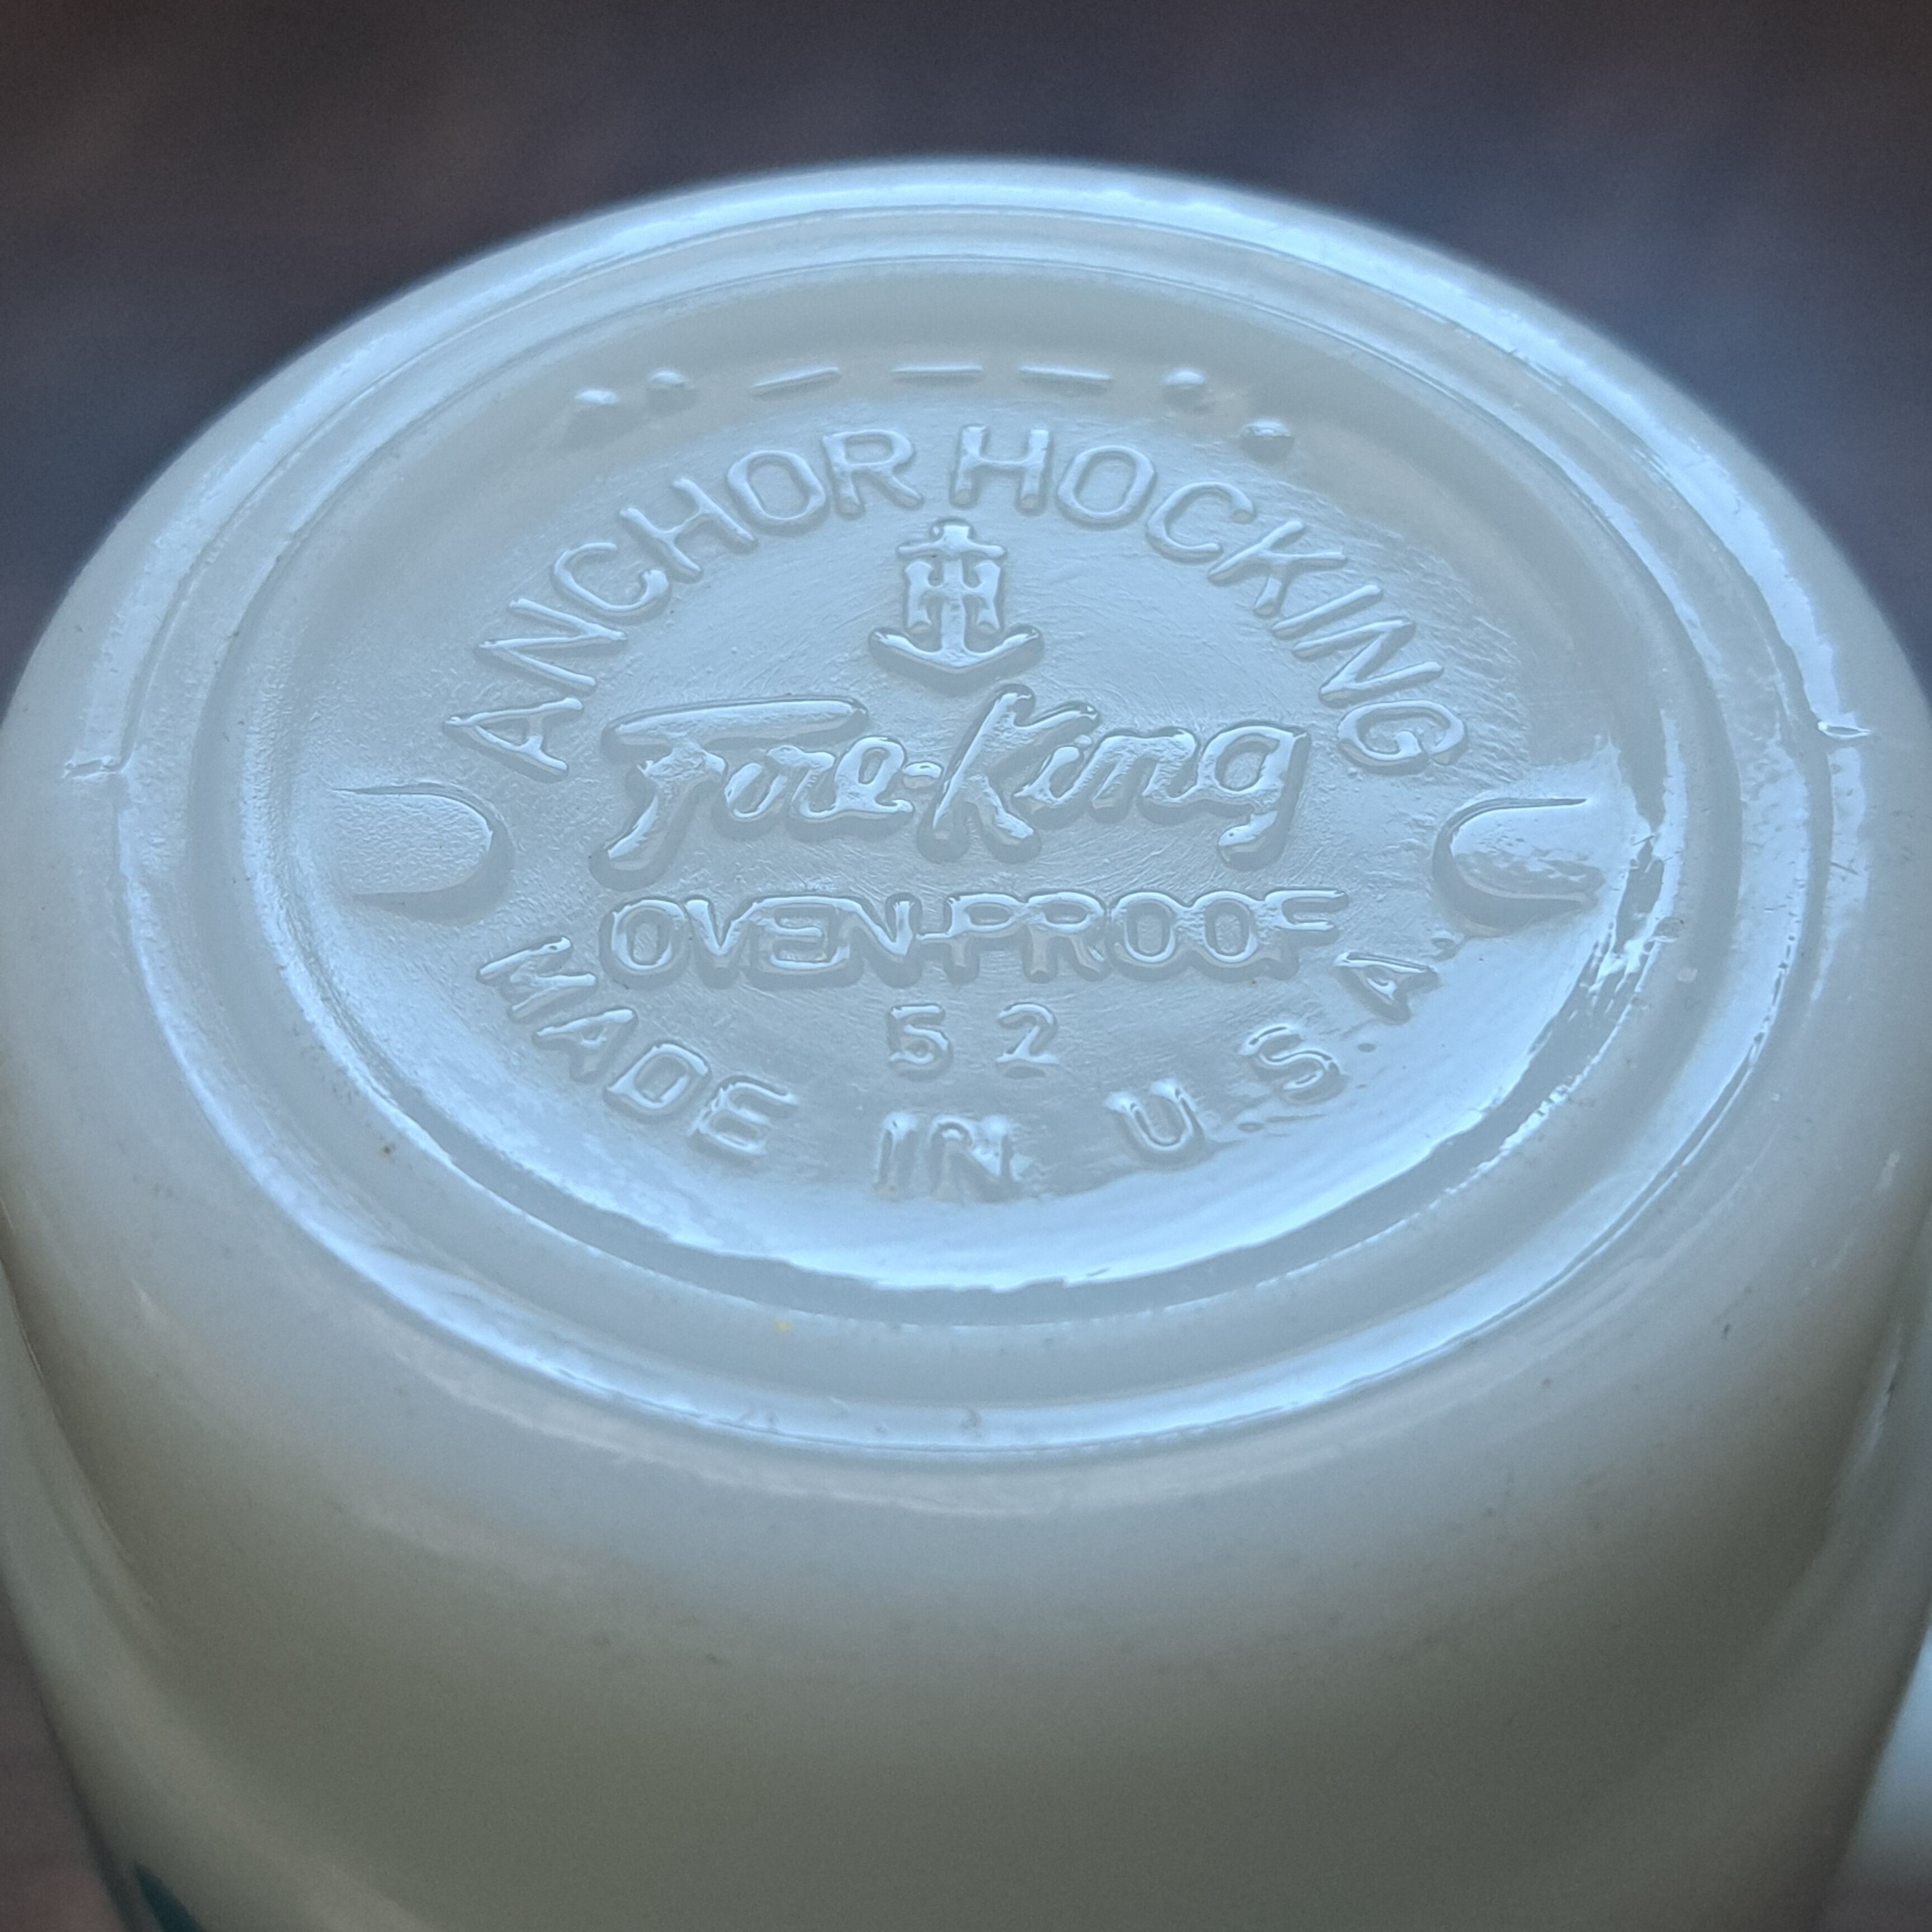 ANCHOR HOCKING
H
Fire-King
OVEN-PROOF
52
MADE IN U.S.A.